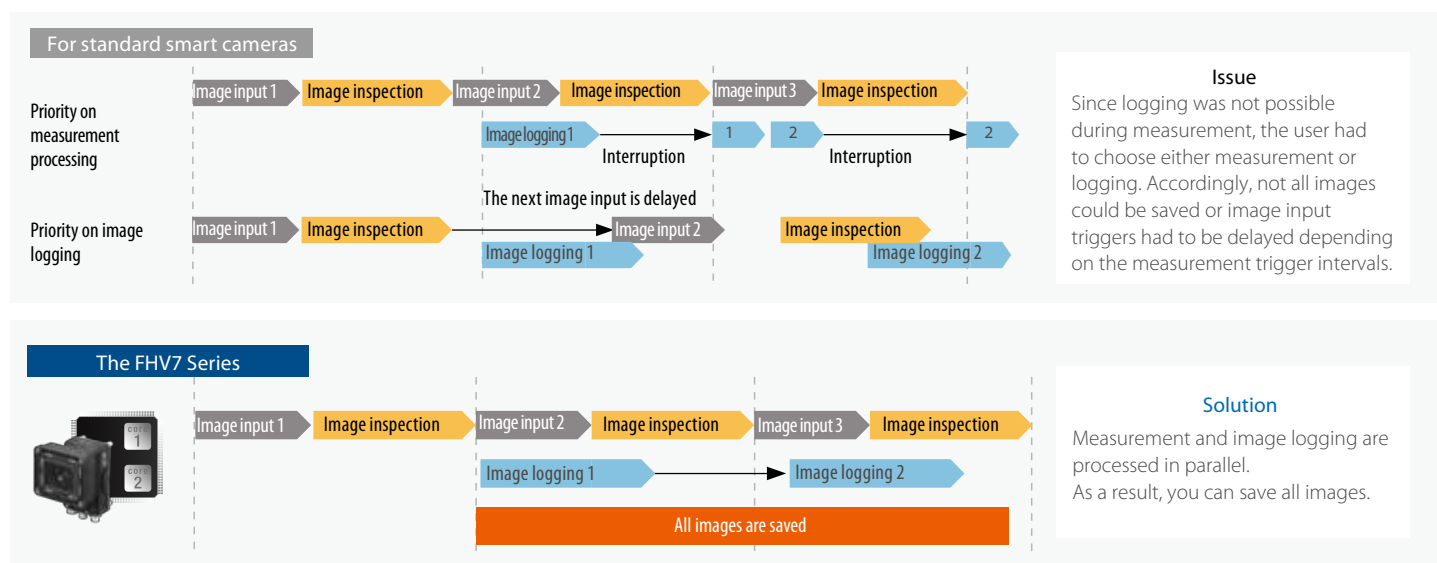 For standard smart cameras
Priority on
measurement
processing
Image input 1
Image inspection
Image input 2
Image inspection
Image input 3
Image inspection
Image logging 1
Interruption
1
2
Interruption
2
The next image input is delayed
Priority on image
logging
Image input 1
Image inspection
Image input 2
Image inspection
Image logging 1
Image logging 2
Issue
Since logging was not possible
during measurement, the user had
to choose either measurement or
logging. Accordingly, not all images
could be saved or image input
triggers had to be delayed depending
on the measurement trigger intervals.
The FHV7 Series
core
1
core
2
Image input 1
Image inspection
Image input 2
Image inspection
Image input 3
Image inspection
Image logging 1
Image logging 2
All images are saved
Solution
Measurement and image logging are
processed in parallel.
As a result, you can save all images.